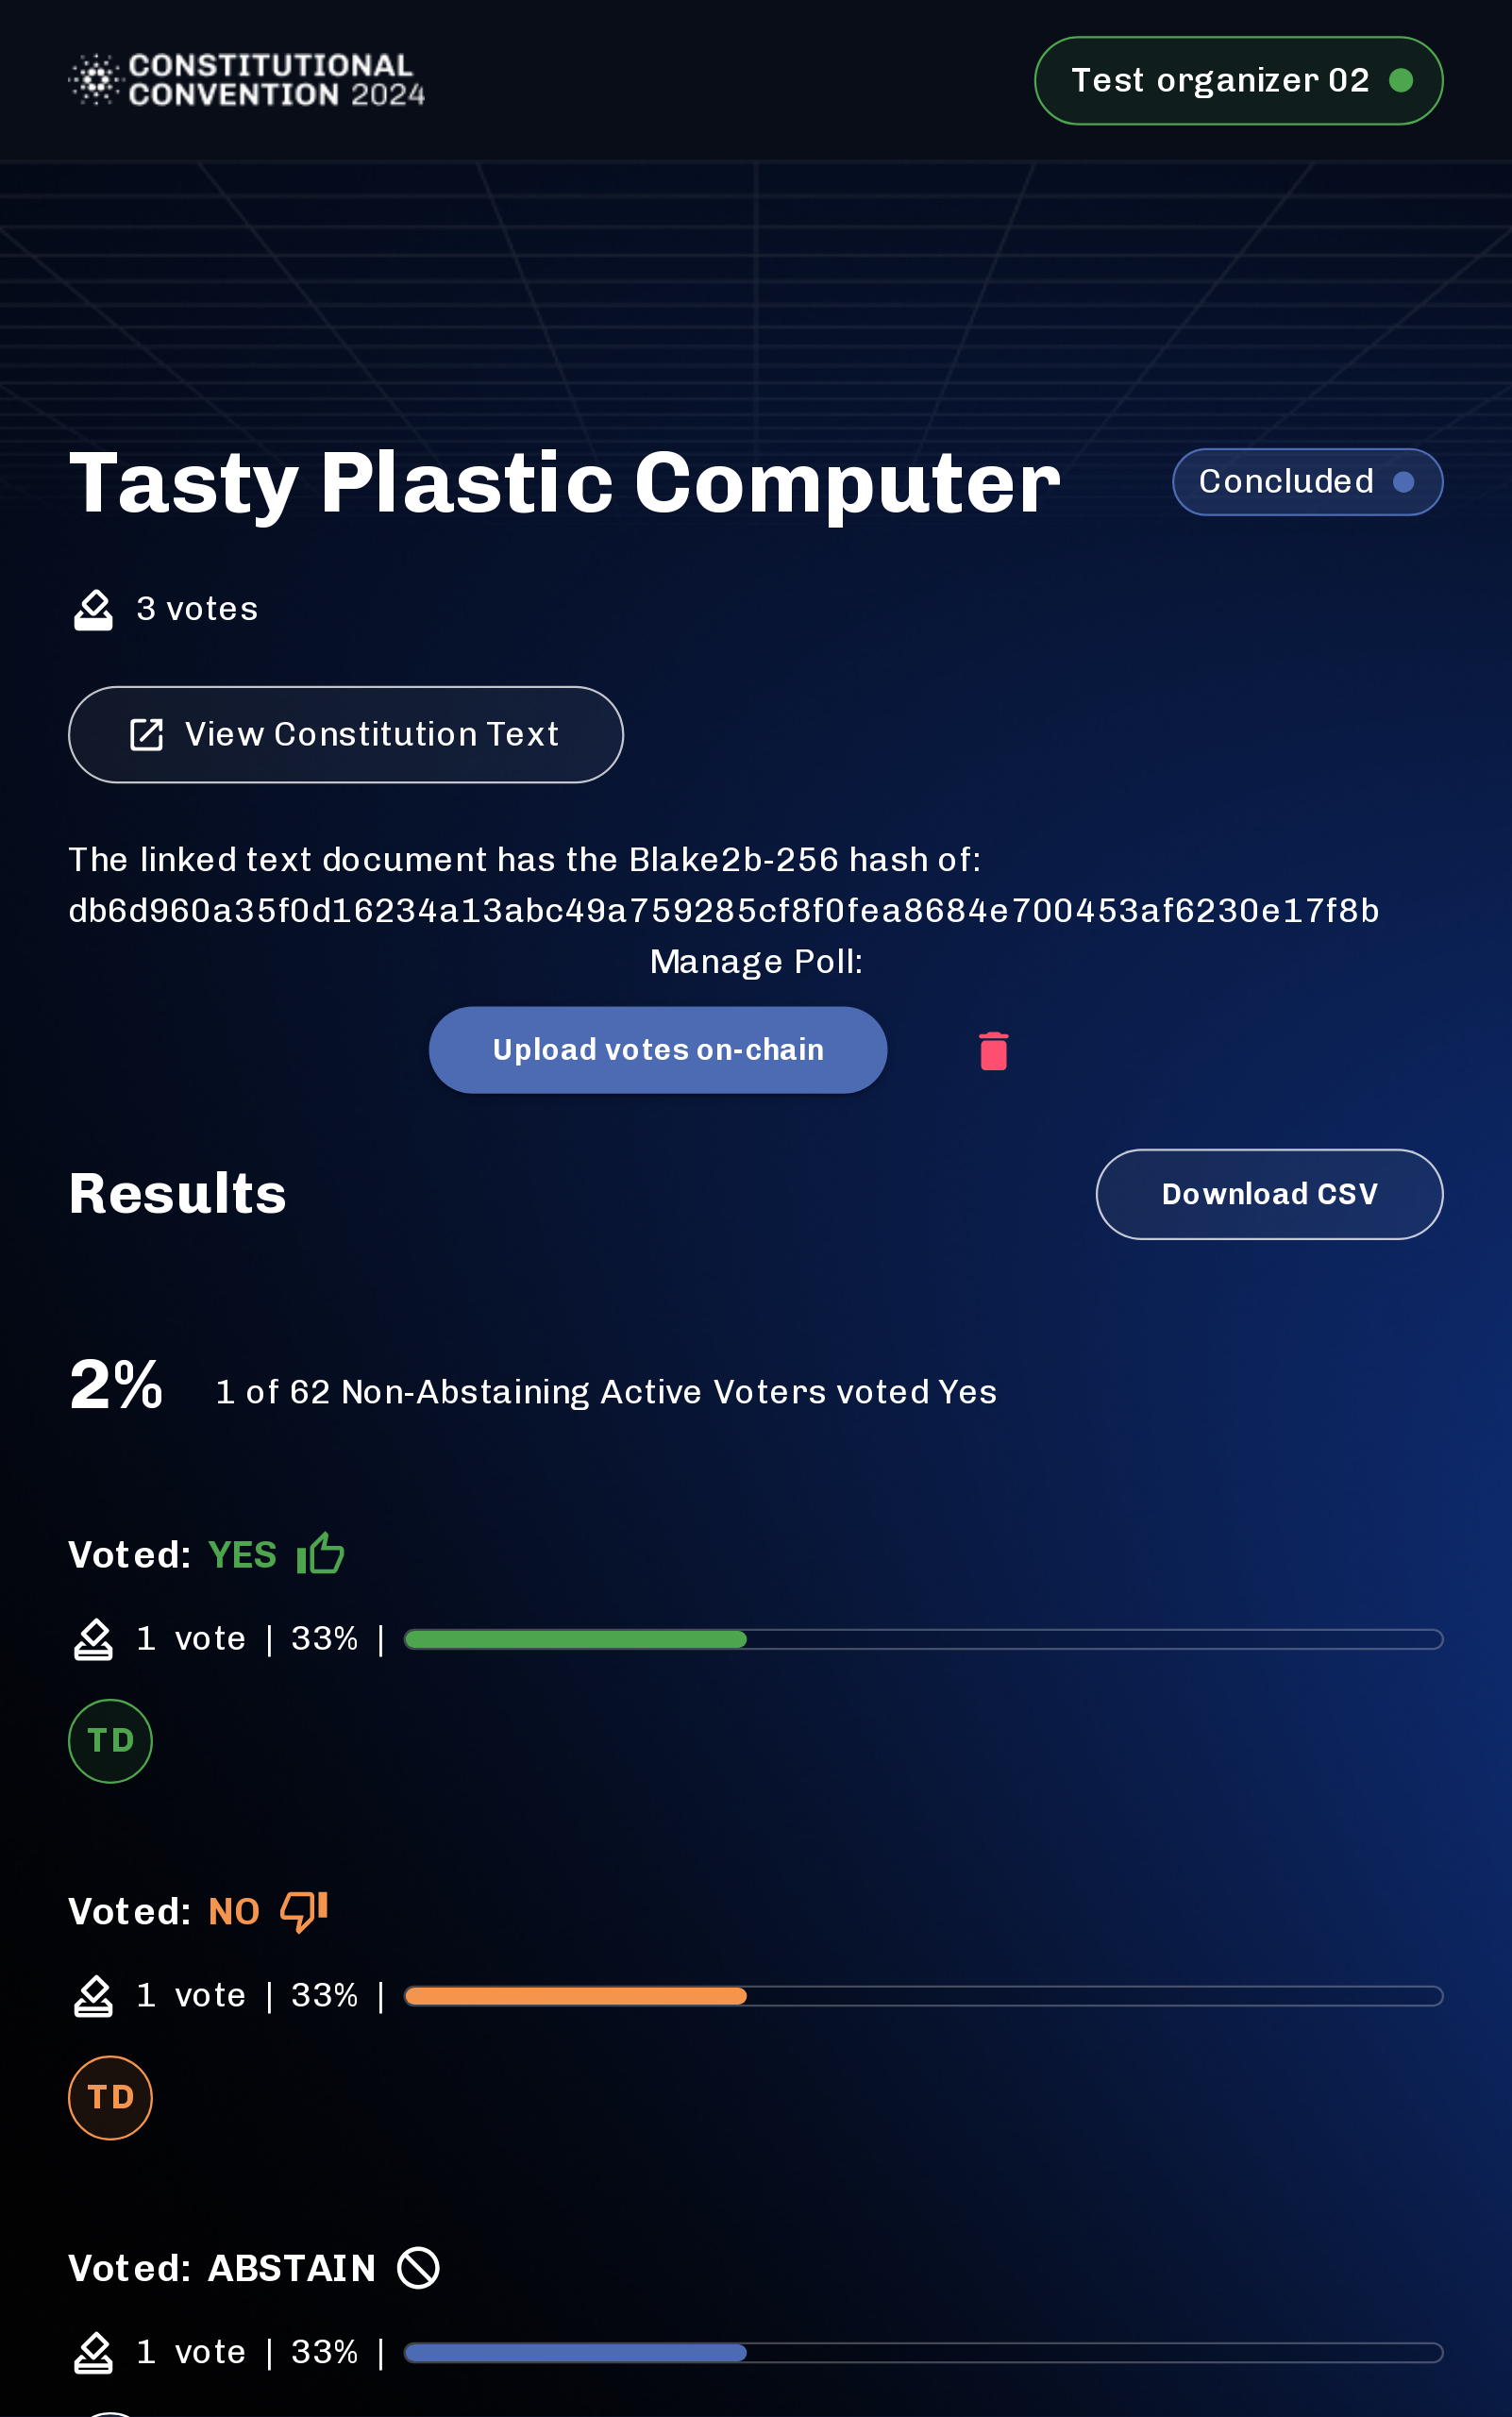 CONSTITUTIONAL
CONVENTION 2024
Test organizer 02
Tasty Plastic Computer
Concluded
3 votes
View Constitution Text
The linked text document has the Blake2b-256 hash of:
db6d960a35f0d16234a13abc49a759285cf8f0fea8684e700453af6230e17f8b
Manage Poll:
Upload votes on-chain
Results
Download CSV
2%
1 of 62 Non-Abstaining Active Voters voted Yes
Voted: YES
1 vote | 33% |
TD
Voted: NO
1 vote | 33% |
TD
Voted: ABSTAIN
1 vote | 33% |